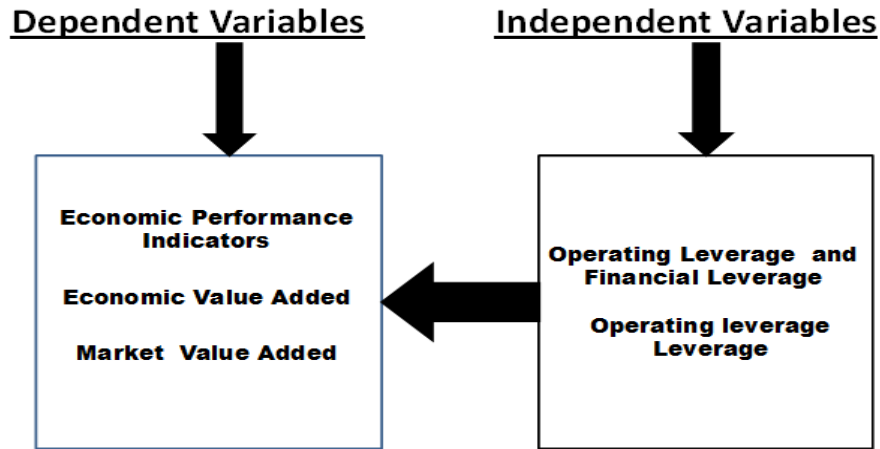 Dependent Variables
Independent Variables
Economic Performance
Indicators
Economic Value Added
Market Value Added
Operating Leverage and
Financial Leverage
Operating leverage
Leverage